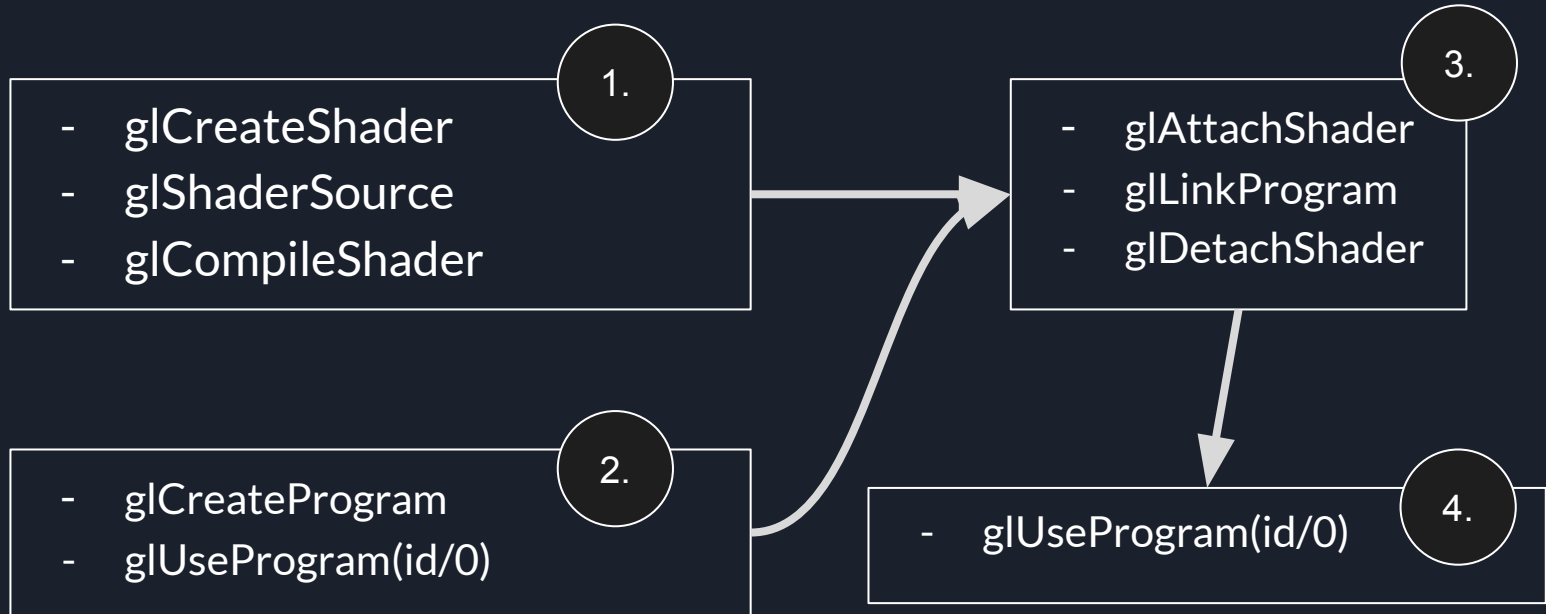 1.
- glCreateShader
- glShaderSource
- glCompileShader
2.
- glCreateProgram
- glUseProgram(id/0)
3.
- glAttachShader
- glLinkProgram
- glDetachShader
4.
- glUseProgram(id/0)